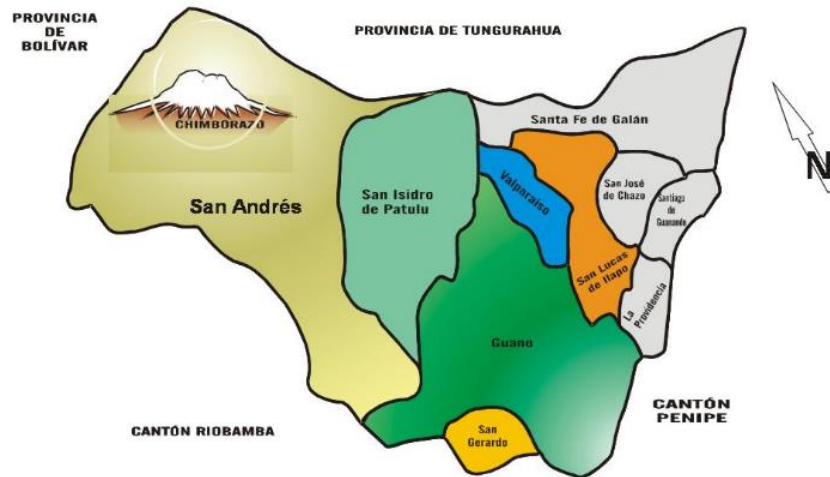 PROVINCIA
DE
BOLÍVAR
PROVINCIA DE TUNGURAHUA
CHIMBORAZO
San Andrés
San Isidro
de Patulu
Santa Fe de Galán
Valparaiso
San José
de Chazo
Santiago
de
Guanando
San Lucas
de Ilapo
La
Providencia
Guano
San
Gerardo
N
CANTÓN RIOBAMBA
CANTÓN
PENIPE